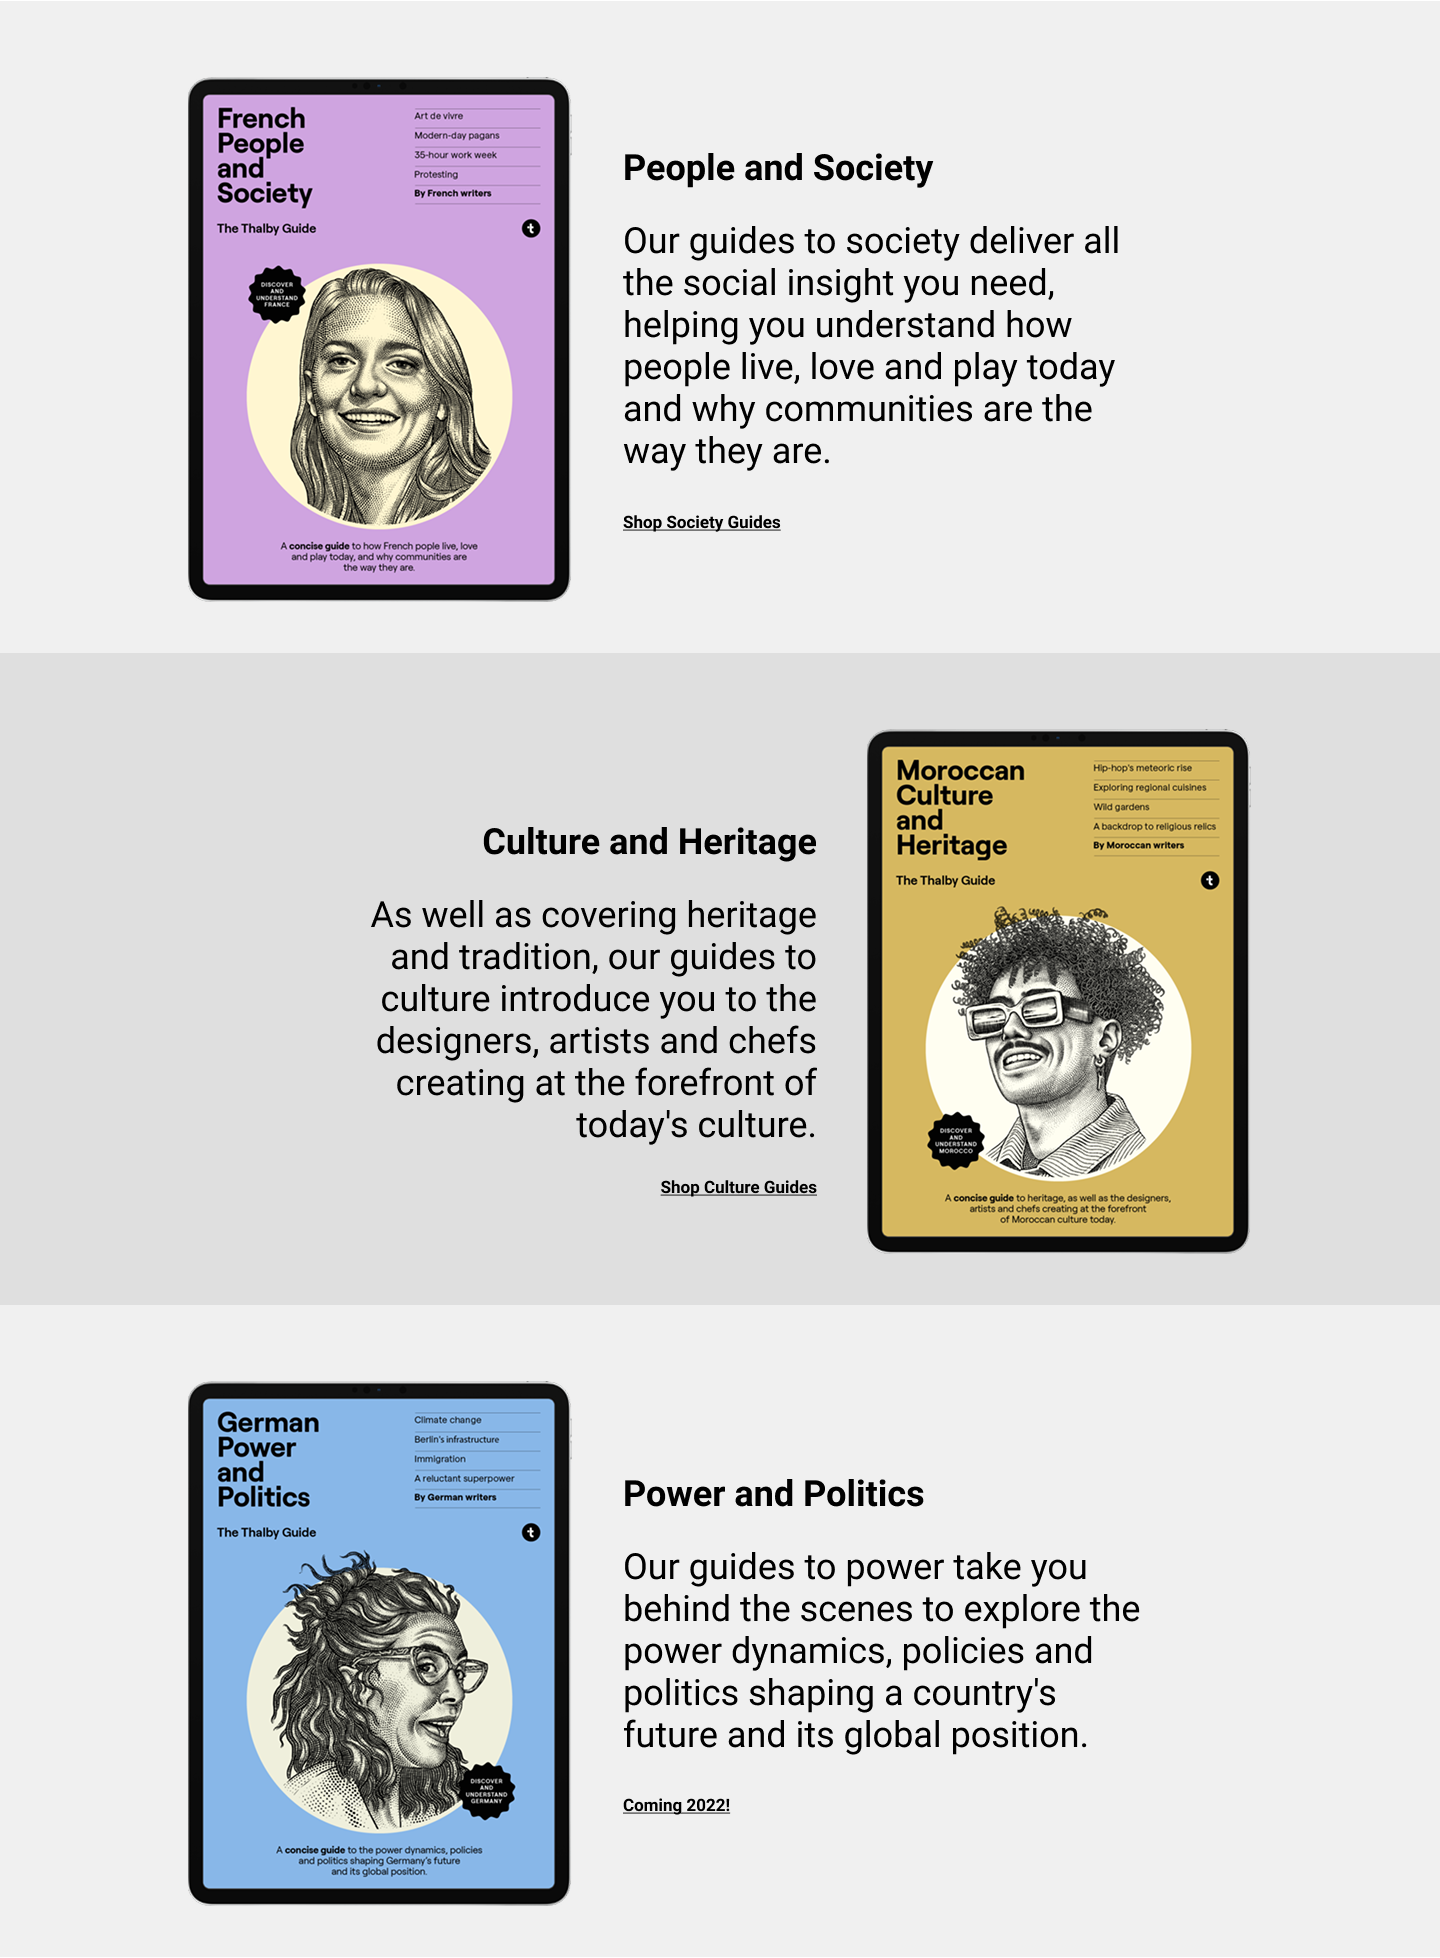 French
People
and
Society
Art de vivre
Modern-day pagans
35-hour work week
Protesting
By French writers
The Thalby Guide
t
DISCOVER
AND
UNDERSTAND
FRANCE
A concise guide to how French pople live, love
and play today, and why communities are
the way they are.
People and Society
Our guides to society deliver all
the social insight you need,
helping you understand how
people live, love and play today
and why communities are the
way they are.
Shop Society Guides
Culture and Heritage
As well as covering heritage
and tradition, our guides to
culture introduce you to the
designers, artists and chefs
creating at the forefront of
today's culture.
Shop Culture Guides
Moroccan
Culture
and
Heritage
Hip-hop's meteoric rise
Exploring regional cuisines
Wild gardens
A backdrop to religious relics
By Moroccan writers
The Thalby Guide
t
DISCOVER
AND
UNDERSTAND
MOROCCO
A concise guide to heritage, as well as the designers,
artists and chefs creating at the forefront
of Moroccan culture today.
German
Power
and
Politics
Climate change
Berlin's infrastructure
Immigration
A reluctant superpower
By German writers
The Thalby Guide
t
DISCOVER
AND
UNDERSTAND
GERMANY
A concise guide to the power dynamics, policies
and politics shaping Germany's future
and its global position.
Power and Politics
Our guides to power take you
behind the scenes to explore the
power dynamics, policies and
politics shaping a country's
future and its global position.
Coming 2022!